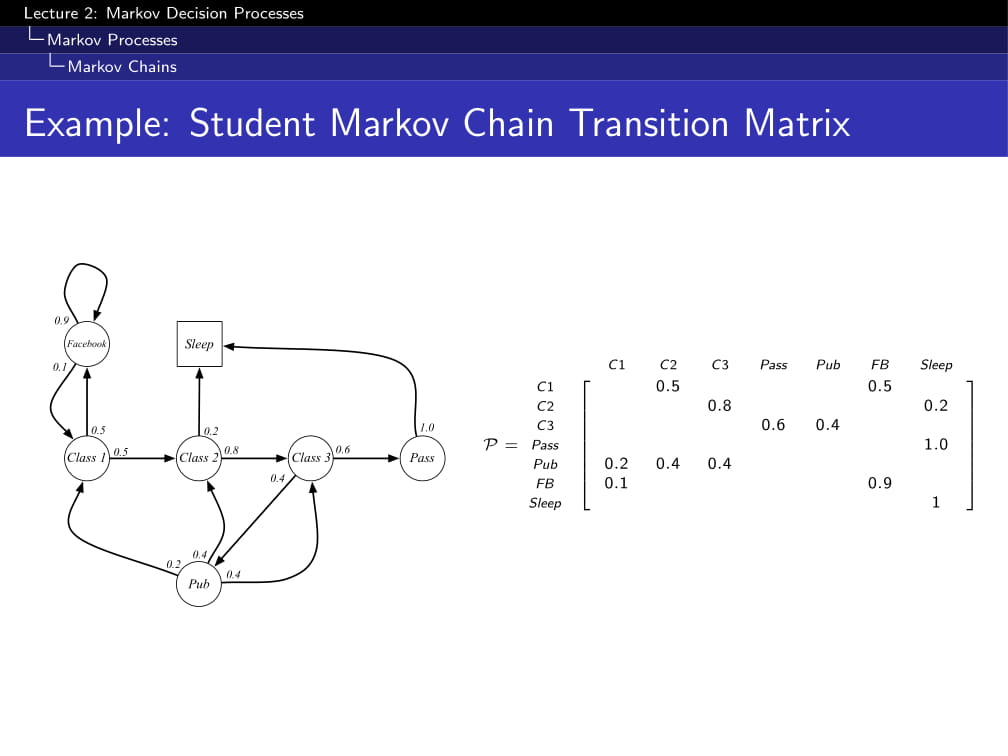 Lecture 2: Markov Decision Processes
Markov Processes
Markov Chains
Example: Student Markov Chain Transition Matrix
0.9
Facebook
Sleep
0.1
0.5
0.2
1.0
Class 1
0.5
Class 2
0.8
Class 3
0.6
Pass
0.4
0.4
0.2
0.4
Pub
C1 C2 C3 Pass Pub FB Sleep
C1 0.5 0.5
C2 0.8 0.2
C3 0.6 0.4
P = Pass 1.0
Pub 0.2 0.4 0.4
FB 0.1 0.9
Sleep 1